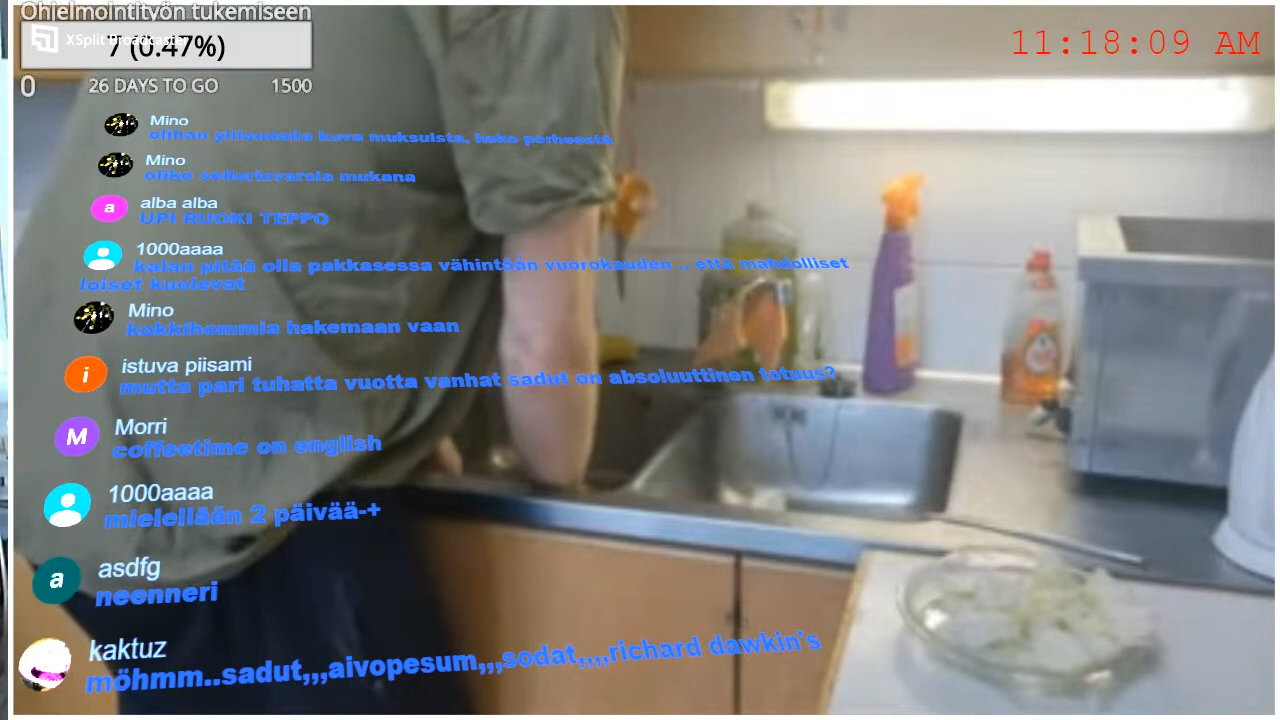 Ohjelmointityön tukemiseen
XSplit Broadcaster
7 (0.47%)
0 26 DAYS TO GO 1500
11:18:09 AM
Mino
olihan ylilaudalla kuva muksuista, koko perheestä
Mino
oliko sellerinvarsia mukana
a alba alba
UPI RUOKI TEPPO
1000aaaa
kalan pitää olla pakkasessa vähintään vuorokauden .. että mahdolliset
loiset kuolevat
Mino
kokkihommia hakemaan vaan
i istuva piisami
mutta pari tuhatta vuotta vanhat sadut on absoluuttinen totuus?
M Morri
coffeetime on english
1000aaaa
mielellään 2 päivää-+
a asdfg
neenneri
kaktuz
möhmm..sadut,,,aivopesum,,,sodat,,,,richard dawkin's